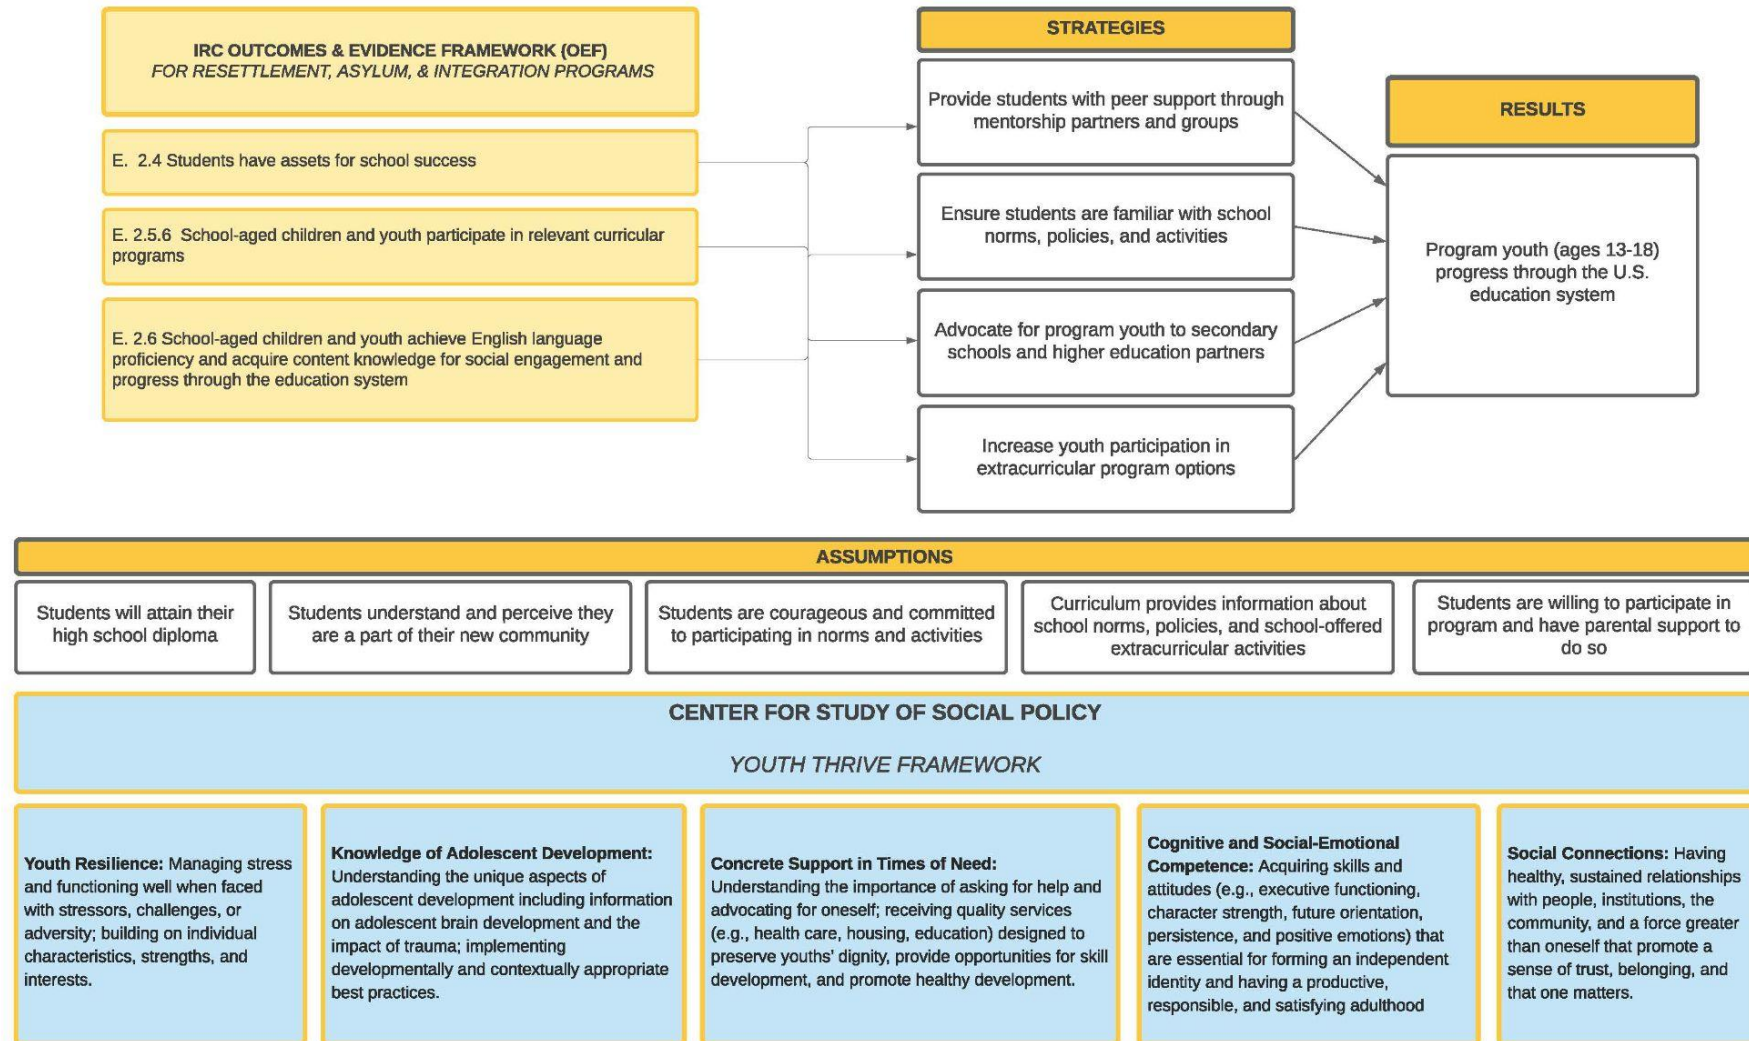 IRC OUTCOMES & EVIDENCE FRAMEWORK (OEF)
FOR RESETTLEMENT, ASYLUM, & INTEGRATION PROGRAMS
E. 2.4 Students have assets for school success
E. 2.5.6 School-aged children and youth participate in relevant curricular
programs
E. 2.6 School-aged children and youth achieve English language
proficiency and acquire content knowledge for social engagement and
progress through the education system
STRATEGIES
Provide students with peer support through
mentorship partners and groups
Ensure students are familiar with school
norms, policies, and activities
Advocate for program youth to secondary
schools and higher education partners
Increase youth participation in
extracurricular program options
RESULTS
Program youth (ages 13-18)
progress through the U.S.
education system
ASSUMPTIONS
Students will attain their
high school diploma
Students understand and perceive they
are a part of their new community
Students are courageous and committed
to participating in norms and activities
Curriculum provides information about
school norms, policies, and school-offered
extracurricular activities
Students are willing to participate in
program and have parental support to
do so
CENTER FOR STUDY OF SOCIAL POLICY
YOUTH THRIVE FRAMEWORK
Youth Resilience: Managing stress
and functioning well when faced
with stressors, challenges, or
adversity; building on individual
characteristics, strengths, and
interests.
Knowledge of Adolescent Development:
Understanding the unique aspects of
adolescent development including information
on adolescent brain development and the
impact of trauma; implementing
developmentally and contextually appropriate
best practices.
Concrete Support in Times of Need:
Understanding the importance of asking for help and
advocating for oneself; receiving quality services
(e.g., health care, housing, education) designed to
preserve youths' dignity, provide opportunities for skill
development, and promote healthy development.
Cognitive and Social-Emotional
Competence: Acquiring skills and
attitudes (e.g., executive functioning,
character strength, future orientation,
persistence, and positive emotions) that
are essential for forming an independent
identity and having a productive,
responsible, and satisfying adulthood
Social Connections: Having
healthy, sustained relationships
with people, institutions, the
community, and a force greater
than oneself that promote a
sense of trust, belonging, and
that one matters.